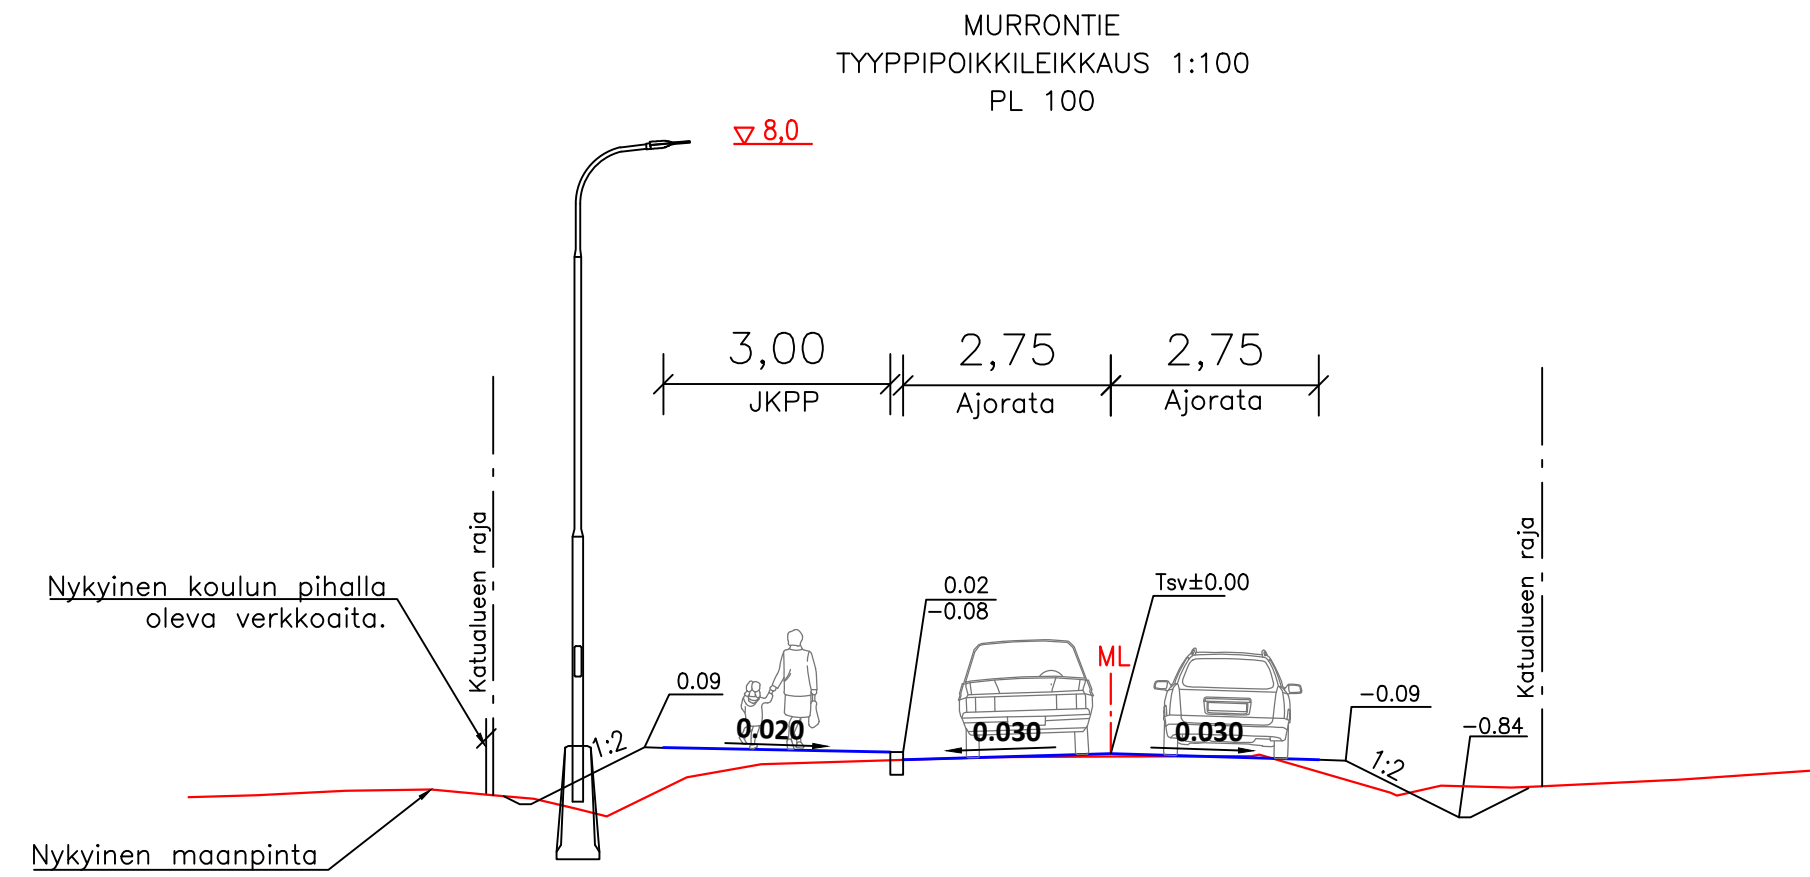 MURRONTIE
TYYPPIPOIKKILEIKKAUS 1:100
PL 100
8,0
3,00
2,75
2,75
JKPP
Ajorata
Ajorata
Katualueen raja
Katualueen raja
Nykyinen koulun pihalla
oleva verkkoaita.
0.02
-0.08
Tsv±0.00
ML
0.09
-0.09
-0.84
0.020
0.030
0.030
1:2
1:2
Nykyinen maanpinta